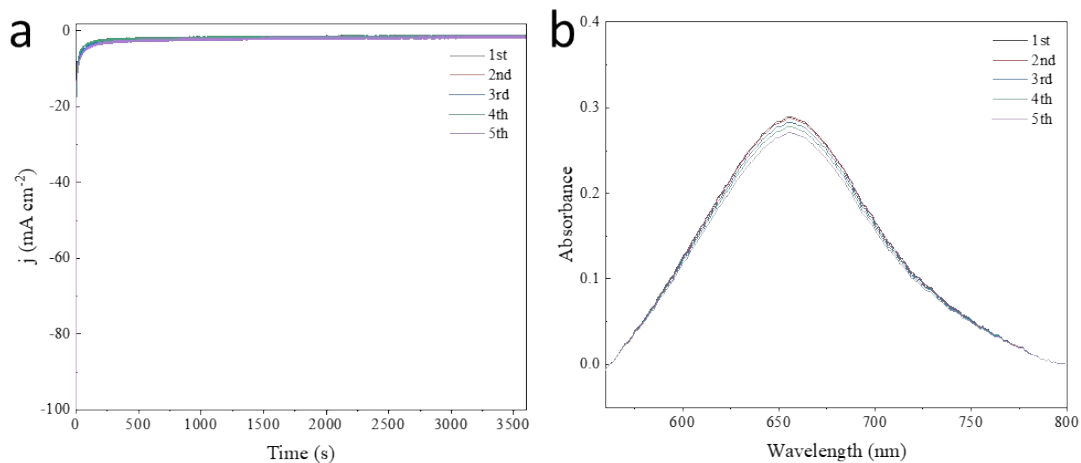 a
0
-20
-40
-60
-80
-100
j (mA cm-2)
0 500 1000 1500 2000 2500 3000 3500
Time (s)
1st
2nd
3rd
4th
5th
b
0.4
0.3
0.2
0.1
0.0
Absorbance
600 650 700 750 800
Wavelength (nm)
1st
2nd
3rd
4th
5th